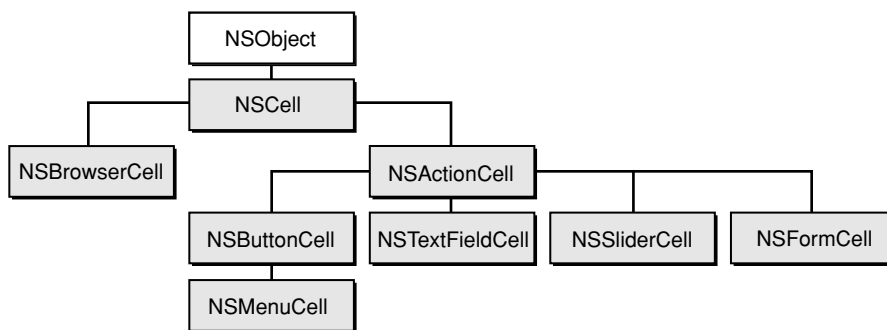 NSObject
NSCell
NSBrowserCell
NSActionCell
NSButtonCell
NSTextFieldCell
NSSliderCell
NSFormCell
NSMenuCell